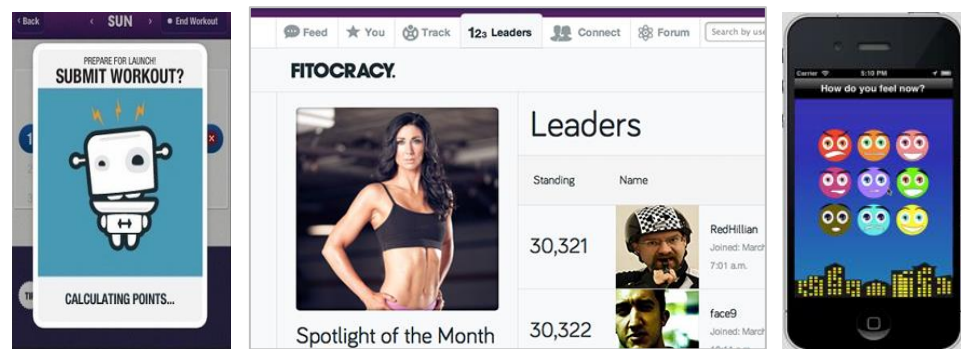 Back
SUN
End Workout
PREPARE FOR LAUNCH!
SUBMIT WORKOUT?
CALCULATING POINTS...
Feed
You
Track
123 Leaders
Connect
Forum
Search by use
FITOCRACY.
Spotlight of the Month
Leaders
Standing Name
30,321
RedHillian
Joined: March
7:01 a.m.
30,322
face9
Joined: March
Carrier 5:10 PM
How do you feel now?